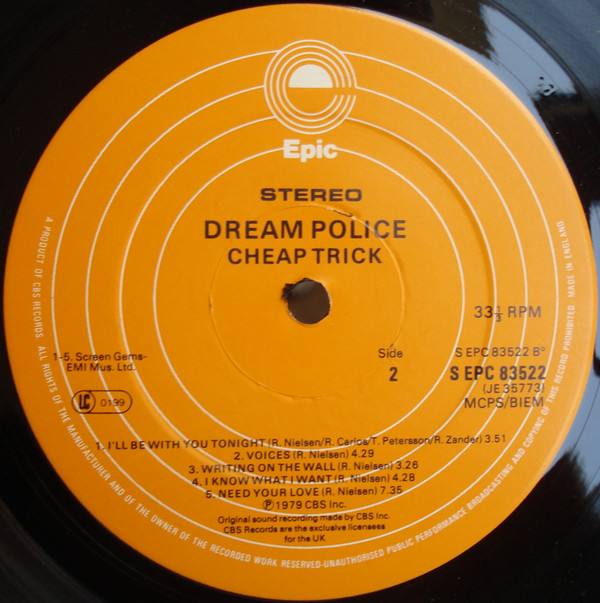 Epic
STEREO
DREAM POLICE
CHEAP TRICK
33⅓ RPM
1-5. Screen Gems-
EMI Mus. Ltd.
LC 0199
Side
2
S EPC 83522 B°
S EPC 83522
(JE 35773)
MCPS/BIEM
1. I'LL BE WITH YOU TONIGHT (R. Nielsen/R. Carlos/T. Petersson/R. Zander) 3.51
2. VOICES (R. Nielsen) 4.29
3. WRITING ON THE WALL (R. Nielsen) 3.26
4. I KNOW WHAT I WANT (R. Nielsen) 4.28
5. NEED YOUR LOVE (R. Nielsen) 7.35
Ⓟ 1979 CBS Inc.
Original sound recording made by CBS Inc.
CBS Records are the exclusive licensees
for the UK
A PRODUCT OF CBS RECORDS. ALL RIGHTS OF THE MANUFACTURER AND OF THE OWNER OF THE RECORDED WORK RESERVED-UNAUTHORISED PUBLIC PERFORMANCE BROADCASTING AND COPYING OF THIS RECORD PROHIBITED. MADE IN ENGLAND.